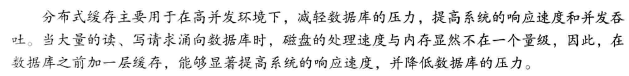 分布式缓存主要用于在高并发环境下，减轻数据库的压力，提高系统的响应速度和并发吞
吐。当大量的读、写请求涌向数据库时，磁盘的处理速度与内存显然不在一个量级，因此，在
数据库之前加一层缓存，能够显著提高系统的响应速度，并降低数据库的压力。